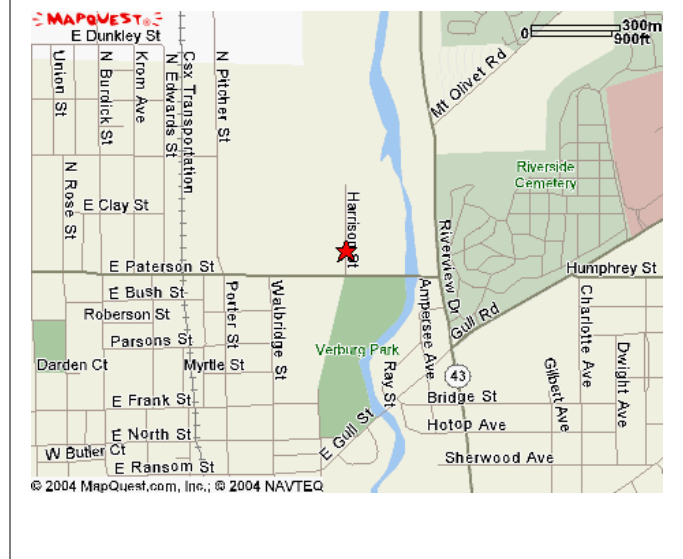 MAPQUEST
E Dunkley St
300m
0
900ft
Union St
N Burdick St
Krom Ave
N Edwards St
Csx Transportation
N Pitcher St
Mt Olivet Rd
Riverside
Cemetery
N Rose St
E Clay St
Harrison St
Riverview Dr
E Paterson St
Humphrey St
E Bush St
Roberson St
Parsons St
Porter St
Walbridge St
Ampersee Ave
Gull Rd
Charlotte Ave
Darden Ct
Myrtle St
Verburg Park
Ray St
43
Gilbert Ave
Dwight Ave
E Frank St
Bridge St
E North St
E Gull St
Hotop Ave
W Butler Ct
E Ransom St
Sherwood Ave
© 2004 MapQuest.com, Inc.; © 2004 NAVTEQ